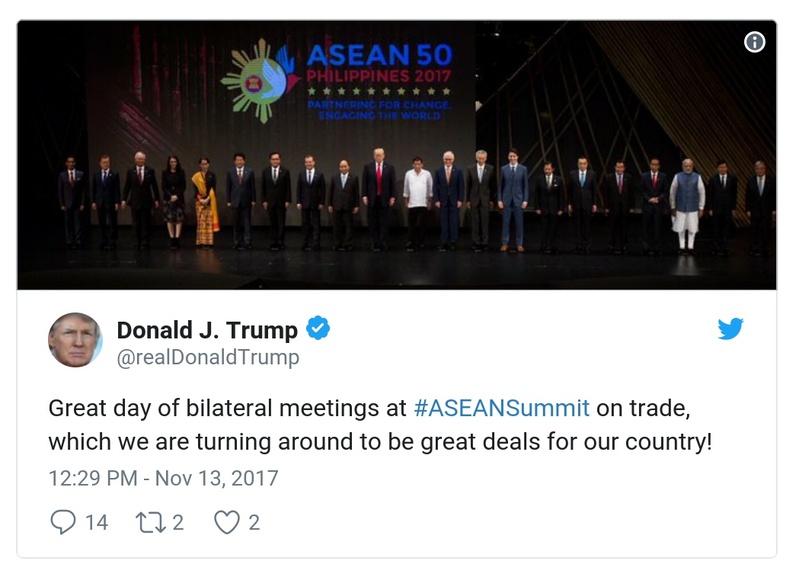 ASEAN 50
PHILIPPINES 2017
PARTNERING FOR CHANGE,
ENGAGING THE WORLD
Donald J. Trump
@realDonaldTrump
Great day of bilateral meetings at #ASEANSummit on trade,
which we are turning around to be great deals for our country!
12:29 PM - Nov 13, 2017
14 2 2